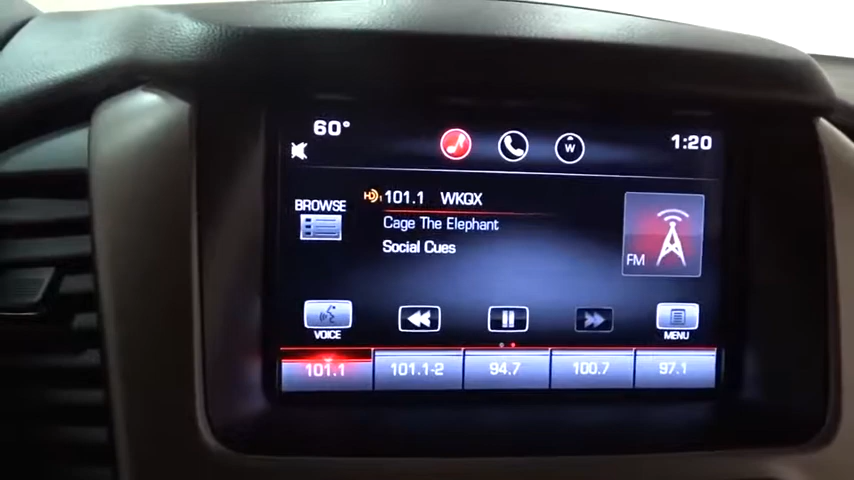 60°
W
1:20
HD1 101.1 WKQX
BROWSE
Cage The Elephant
Social Cues
FM
VOICE
MENU
101.1
101.1-2
94.7
100.7
97.1